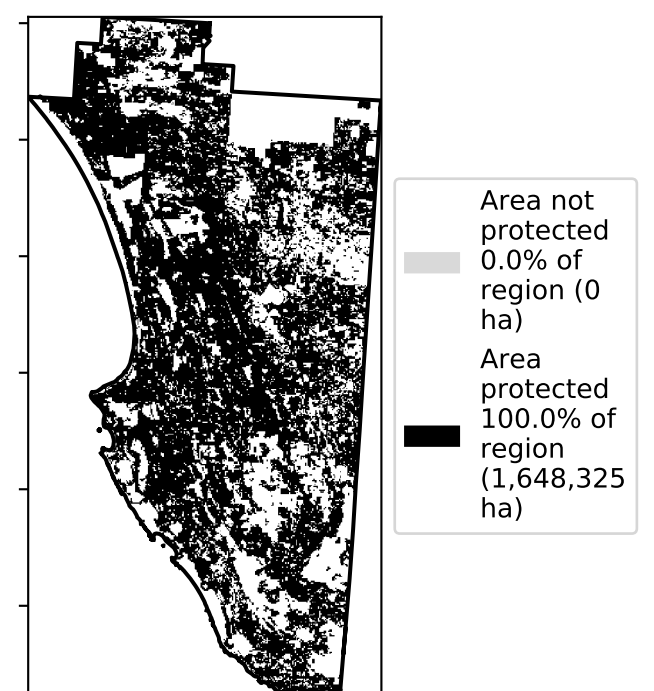 Area not
protected
0.0% of
region (0
ha)
Area
protected
100.0% of
region
(1,648,325
ha)